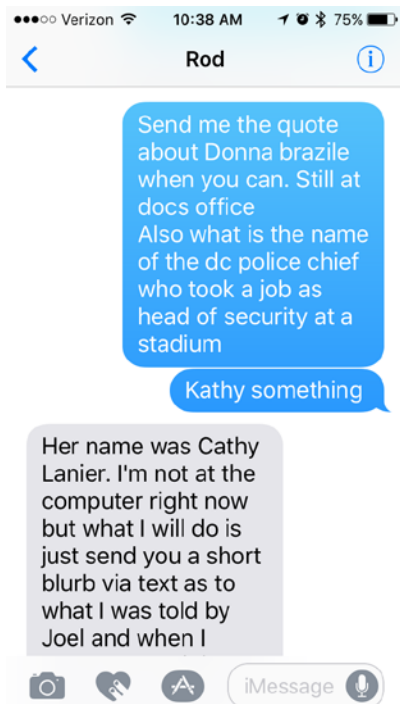 Verizon 10:38 AM 75%
Rod
Send me the quote
about Donna brazile
when you can. Still at
docs office
Also what is the name
of the dc police chief
who took a job as
head of security at a
stadium
Kathy something
Her name was Cathy
Lanier. I'm not at the
computer right now
but what I will do is
just send you a short
blurb via text as to
what I was told by
Joel and when I
iMessage